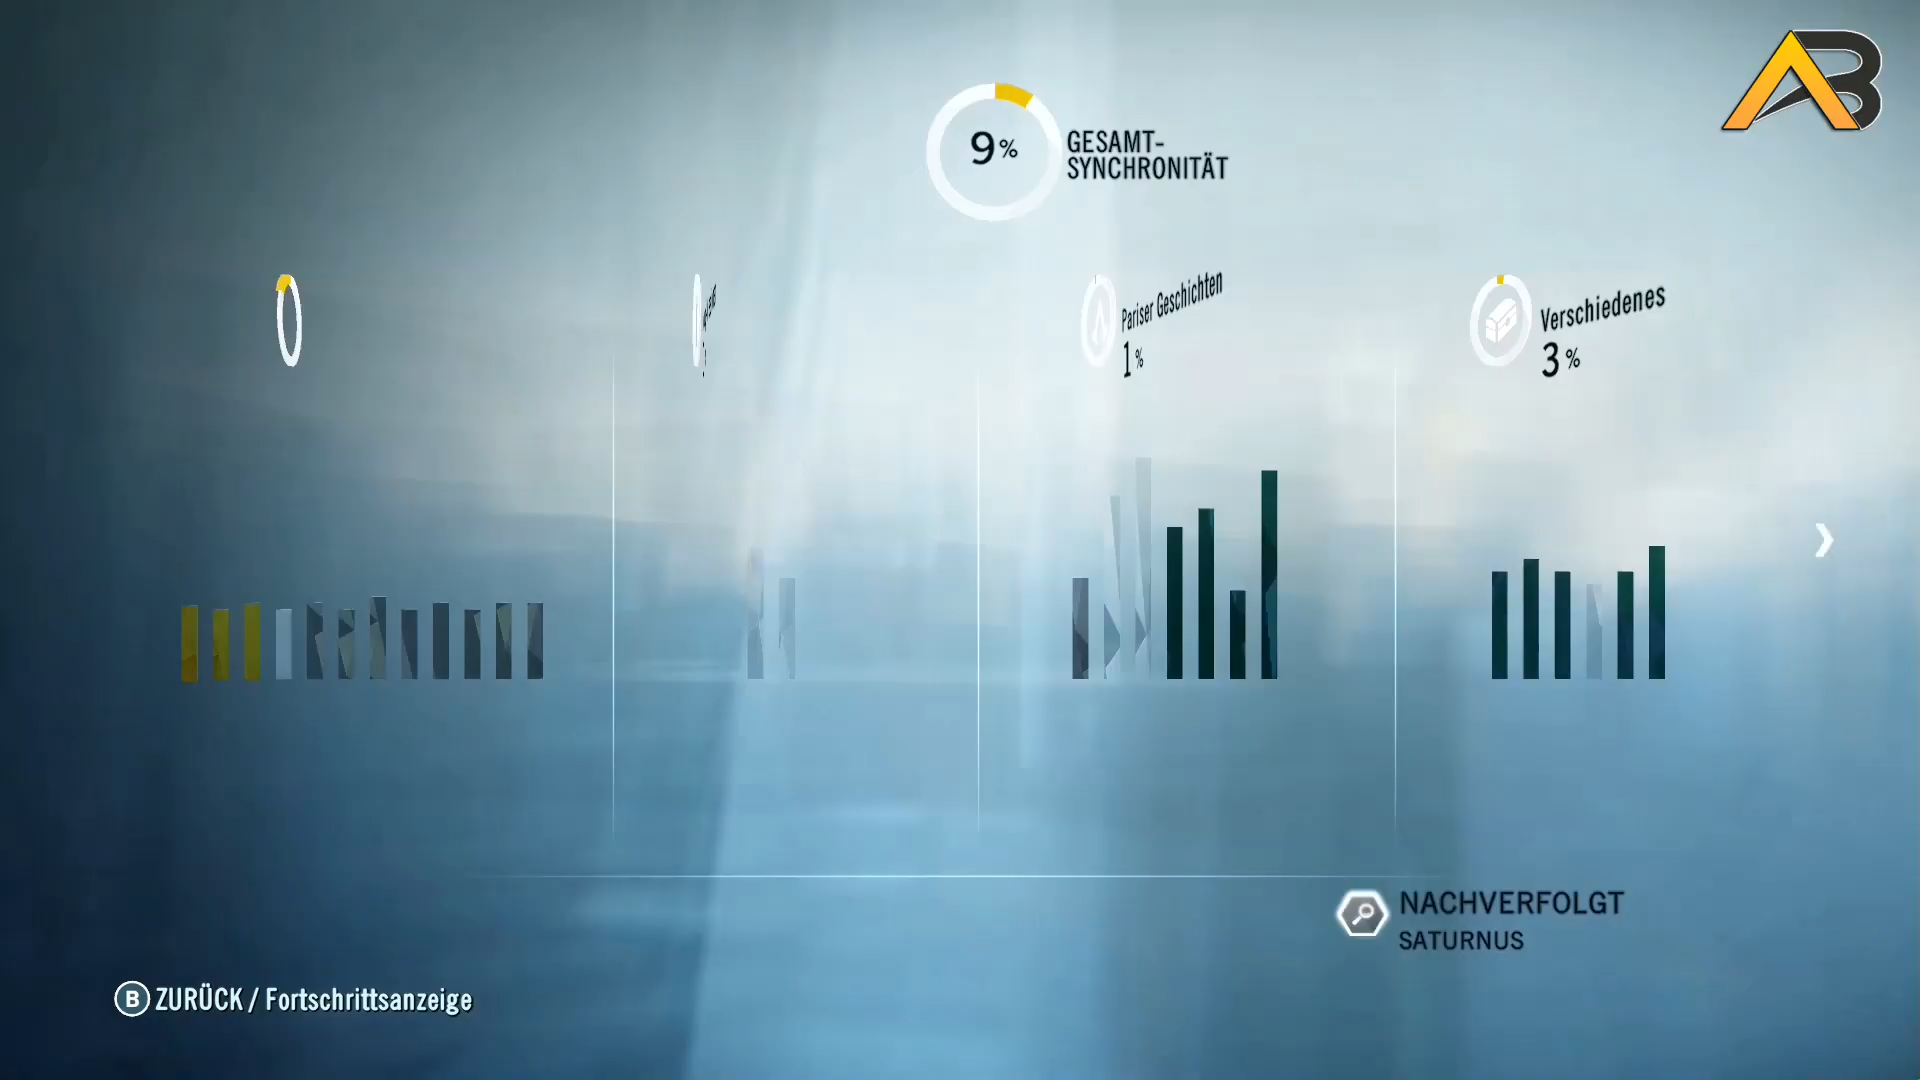 9%
GESAMT-
SYNCHRONITÄT
Pariser Geschichten
1%
Verschiedenes
3%
NACHVERFOLGT
SATURNUS
B ZURÜCK / Fortschrittsanzeige